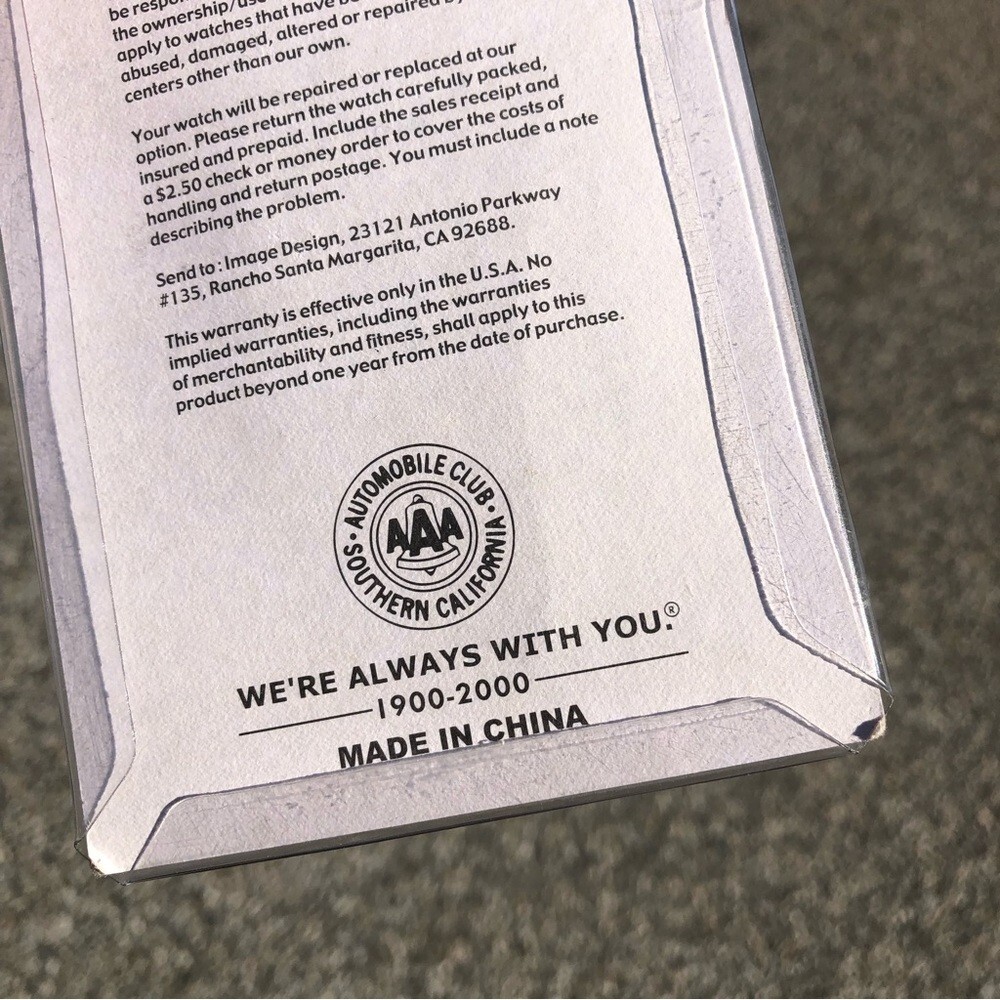 be
the ownership/
apply to watches that have
abused, damaged, altered or repaired
centers other than our own.
Your watch will be repaired or replaced at our
option. Please return the watch carefully packed,
insured and prepaid. Include the sales receipt and
a $2.50 check or money order to cover the costs of
handling and return postage. You must include a note
describing the problem.
Send to: Image Design, 23121 Antonio Parkway
#135, Rancho Santa Margarita, CA 92688.
This warranty is effective only in the U.S.A. No
implied warranties, including the warranties
of merchantability and fitness, shall apply to this
product beyond one year from the date of purchase.
• AUTOMOBILE CLUB •
AAA
SOUTHERN CALIFORNIA
WE'RE ALWAYS WITH YOU.®
1900-2000
MADE IN CHINA